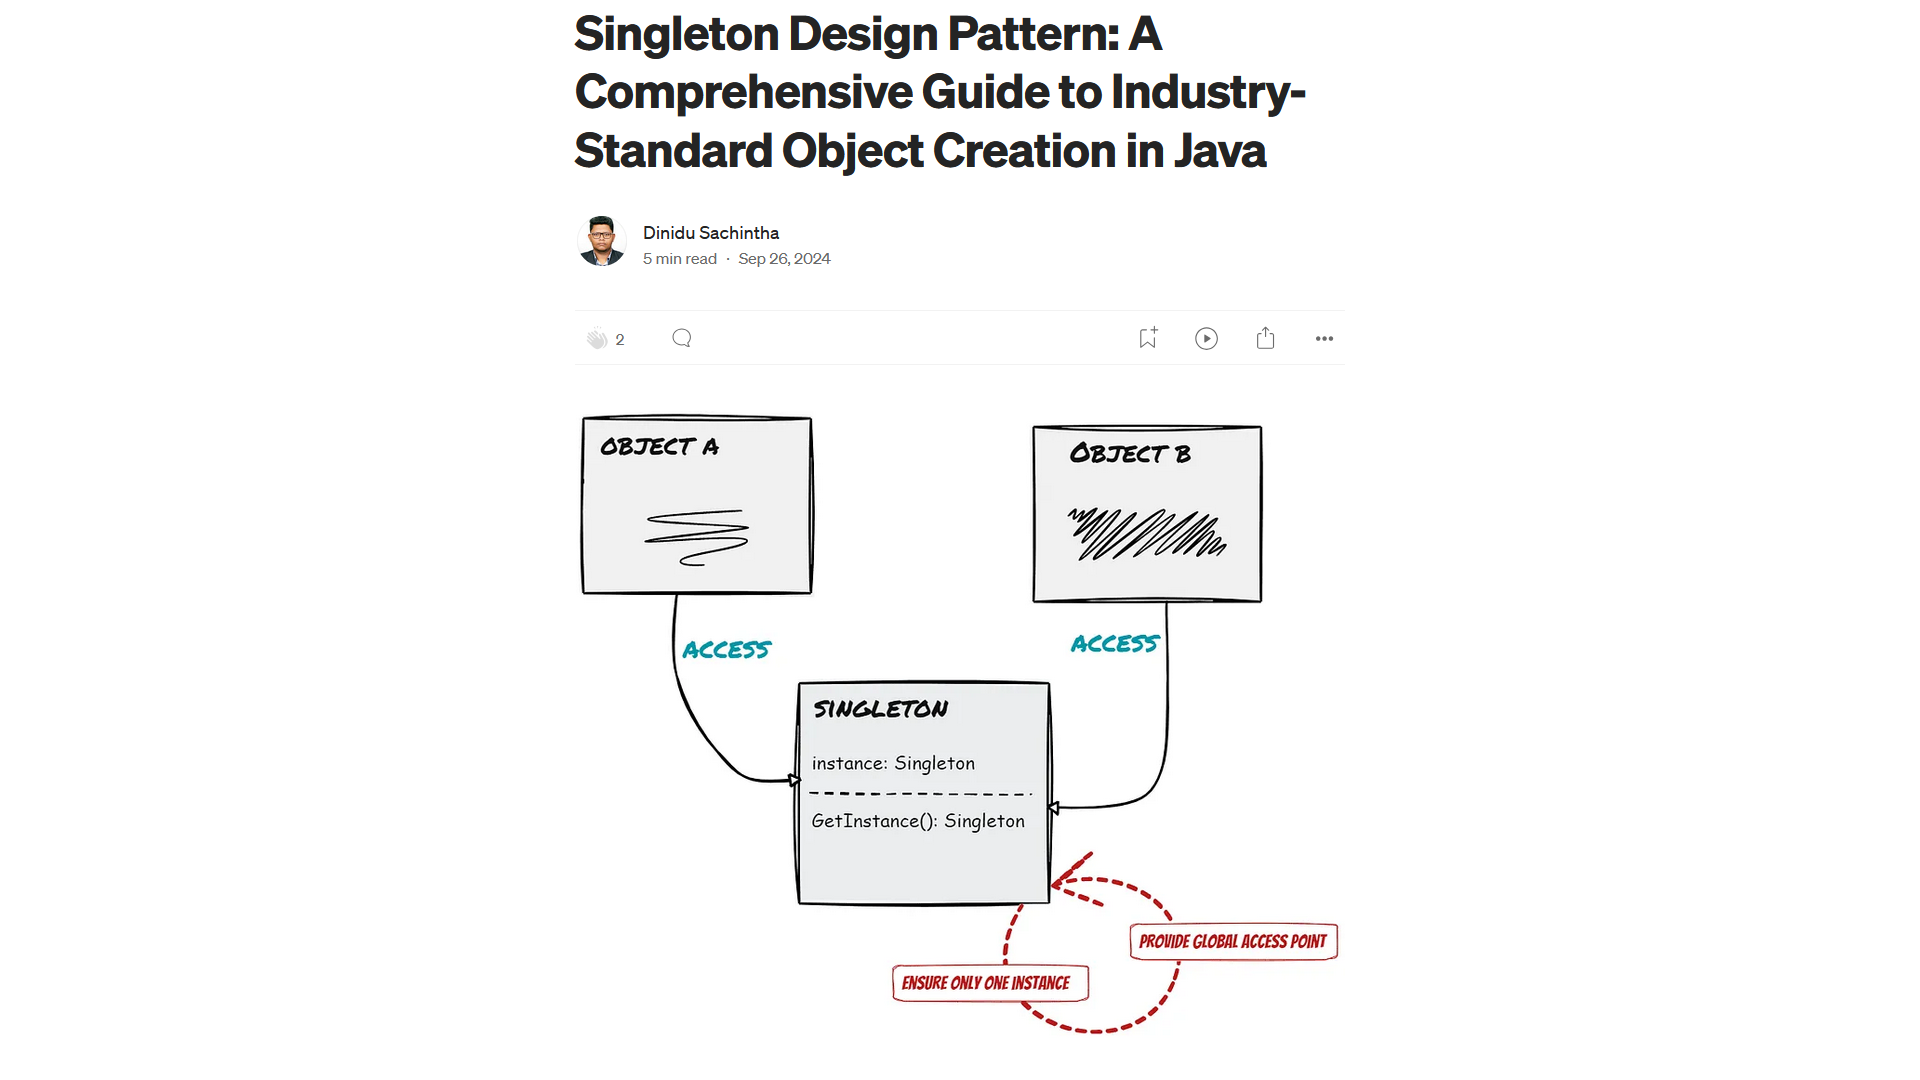 Singleton Design Pattern: A
Comprehensive Guide to Industry-
Standard Object Creation in Java
Dinidu Sachintha
5 min read · Sep 26, 2024
2
OBJECT A
OBJECT B
ACCESS
ACCESS
SINGLETON
instance: Singleton
GetInstance(): Singleton
PROVIDE GLOBAL ACCESS POINT
ENSURE ONLY ONE INSTANCE